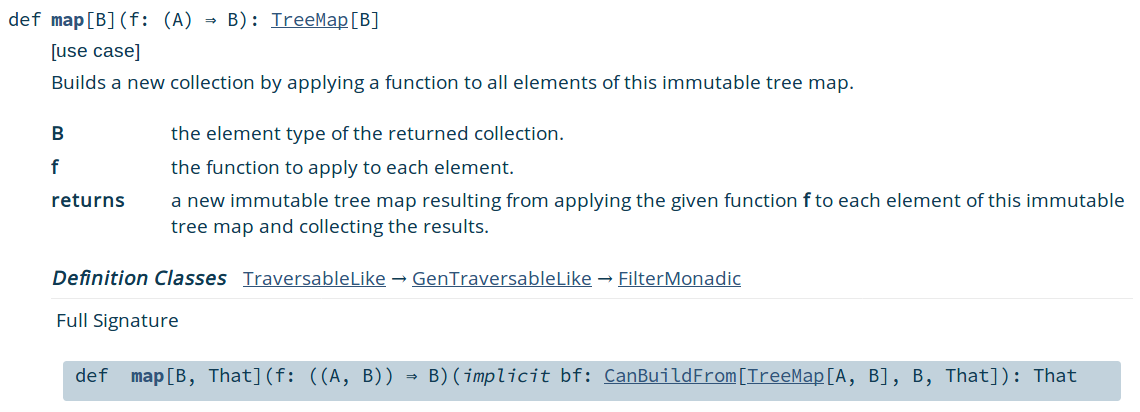 def map[B](f: (A) ⇒ B): TreeMap[B]
[use case]
Builds a new collection by applying a function to all elements of this immutable tree map.
B the element type of the returned collection.
f the function to apply to each element.
returns a new immutable tree map resulting from applying the given function f to each element of this immutable
tree map and collecting the results.
Definition Classes TraversableLike → GenTraversableLike → FilterMonadic
Full Signature
def map[B, That](f: ((A, B)) ⇒ B)(implicit bf: CanBuildFrom[TreeMap[A, B], B, That]): That